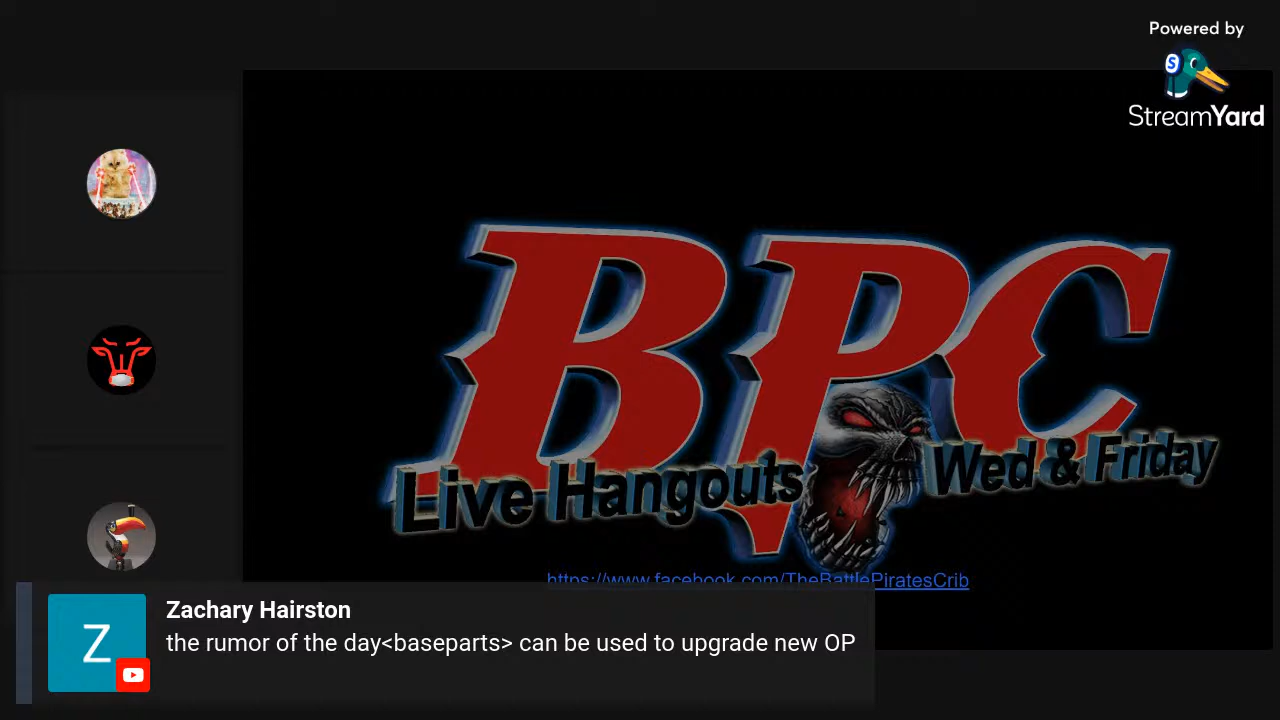 Powered by
S
StreamYard
BPC
Live Hangouts Wed & Friday
https://www.facebook.com/TheBattlePiratesCrib
Z
Zachary Hairston
the rumor of the day<baseparts> can be used to upgrade new OP